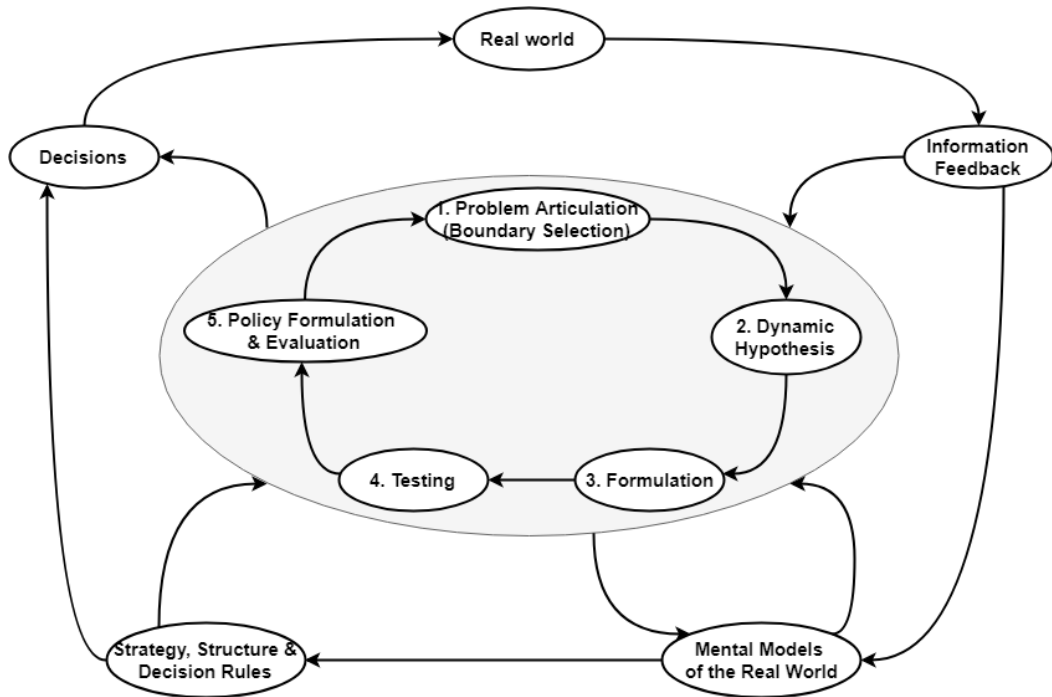 Real world
Decisions
Information
Feedback
1. Problem Articulation
(Boundary Selection)
5. Policy Formulation
& Evaluation
2. Dynamic
Hypothesis
4. Testing
3. Formulation
Strategy, Structure &
Decision Rules
Mental Models
of the Real World